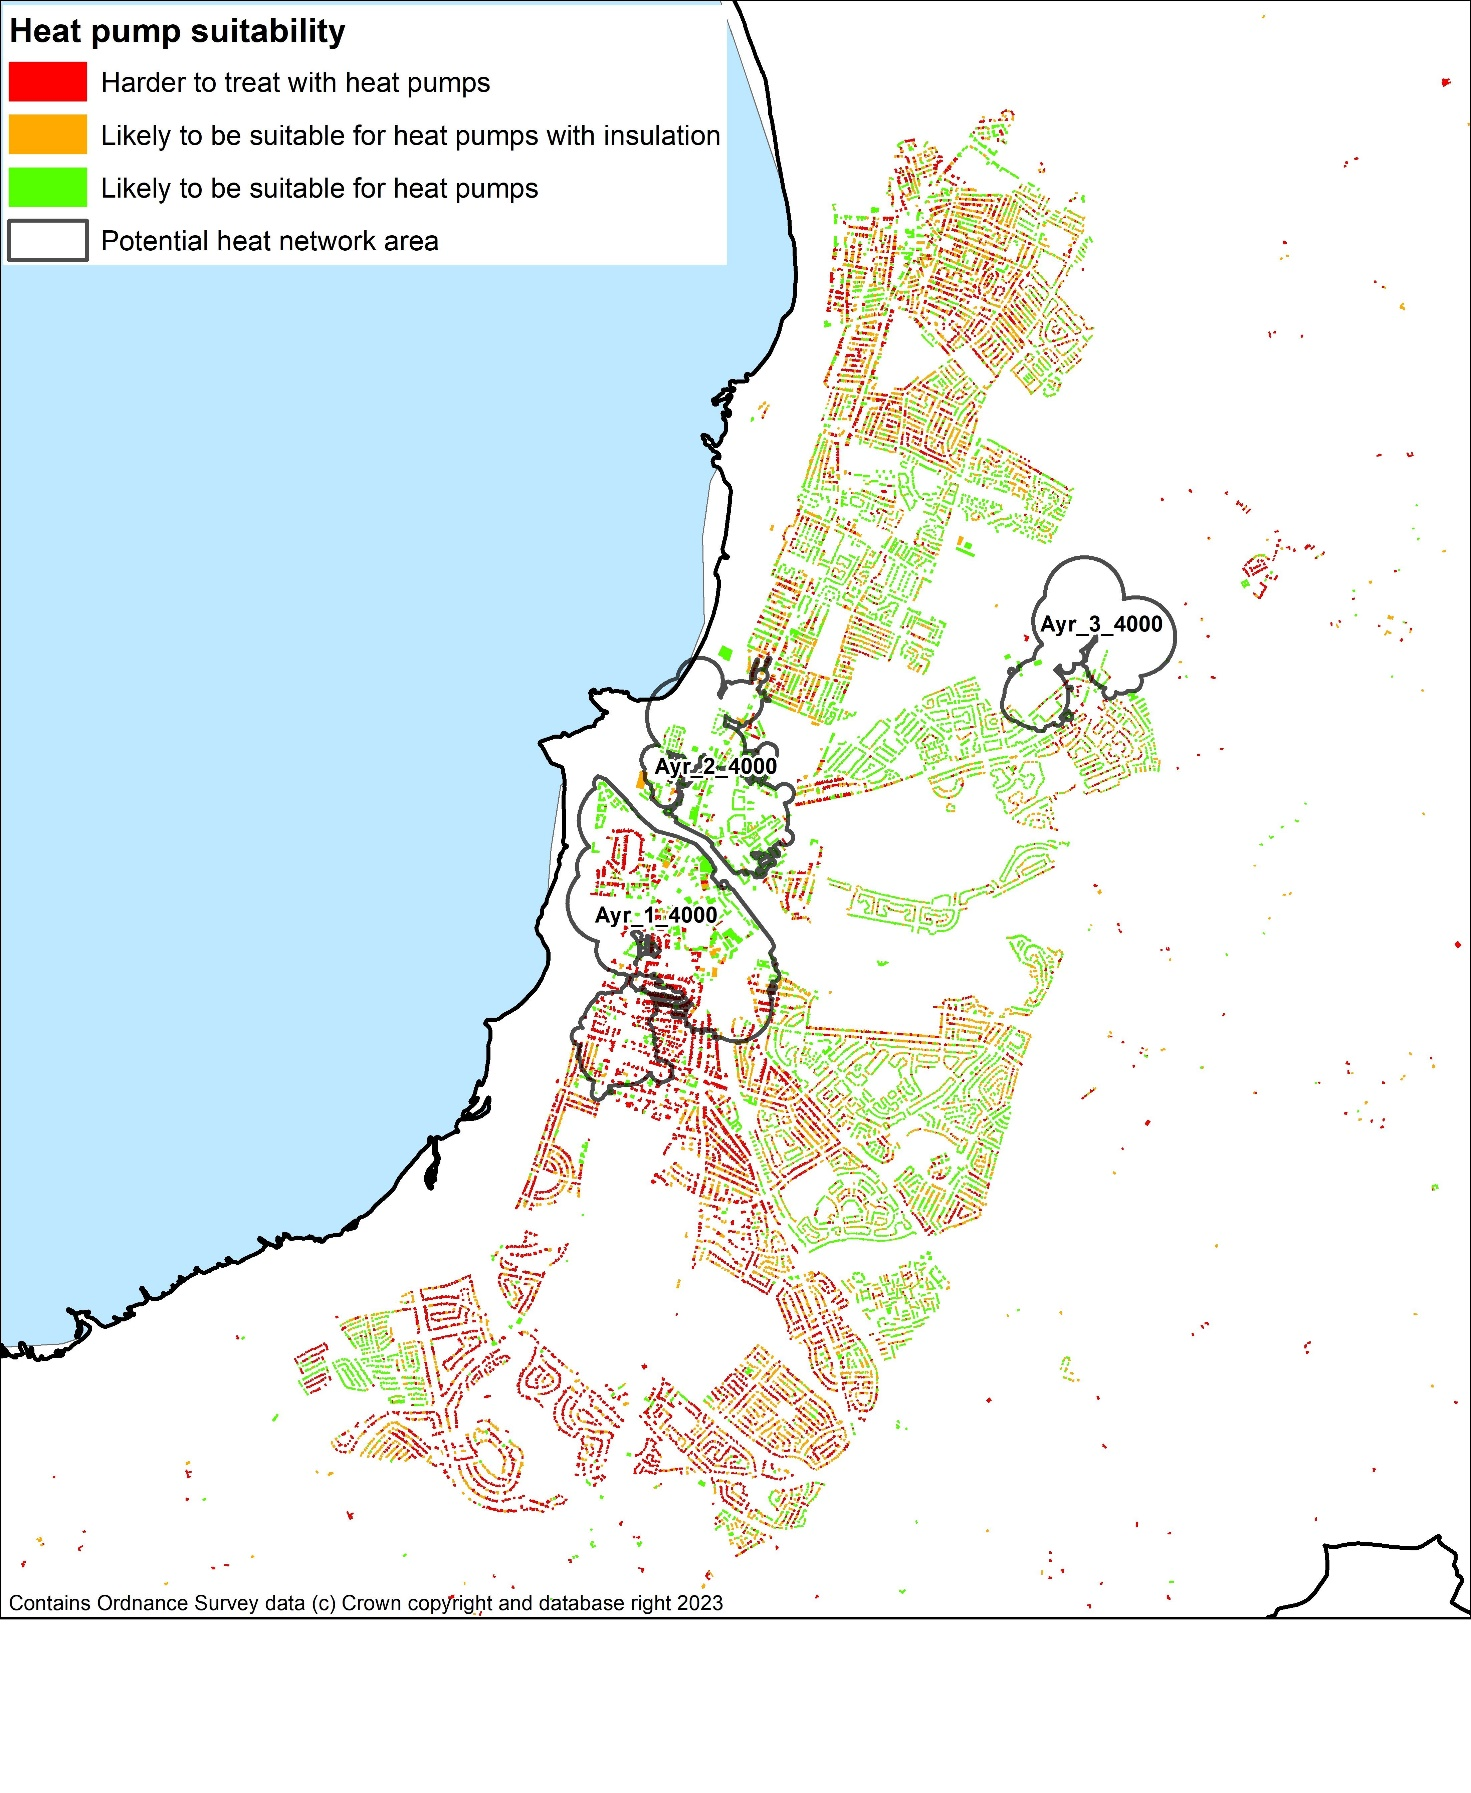 Heat pump suitability
Harder to treat with heat pumps
Likely to be suitable for heat pumps with insulation
Likely to be suitable for heat pumps
Potential heat network area
Ayr_3_4000
Ayr_2_4000
Ayr_1_4000
Contains Ordnance Survey data (c) Crown copyright and database right 2023